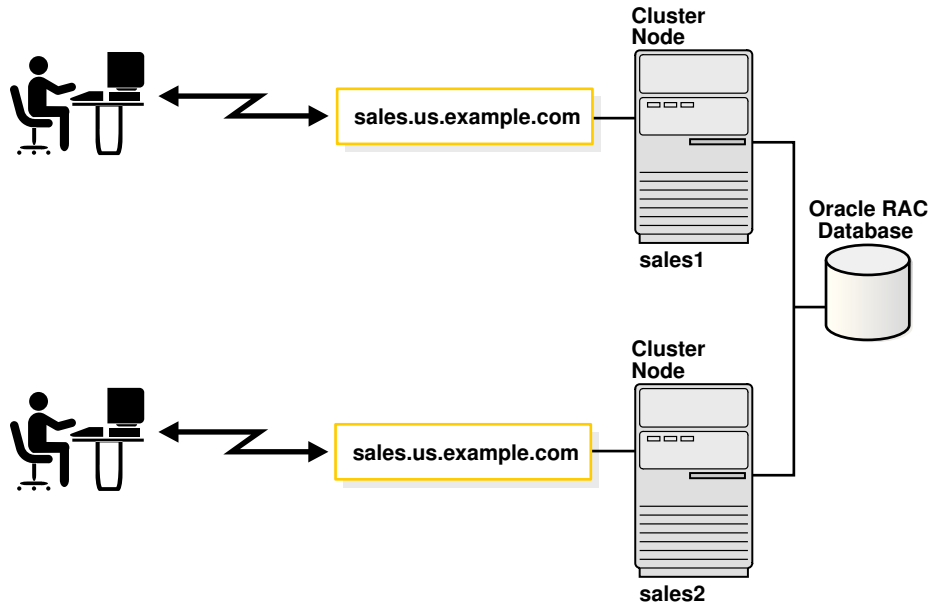 Cluster
Node
sales.us.example.com
sales1
Oracle RAC
Database
Cluster
Node
sales.us.example.com
sales2